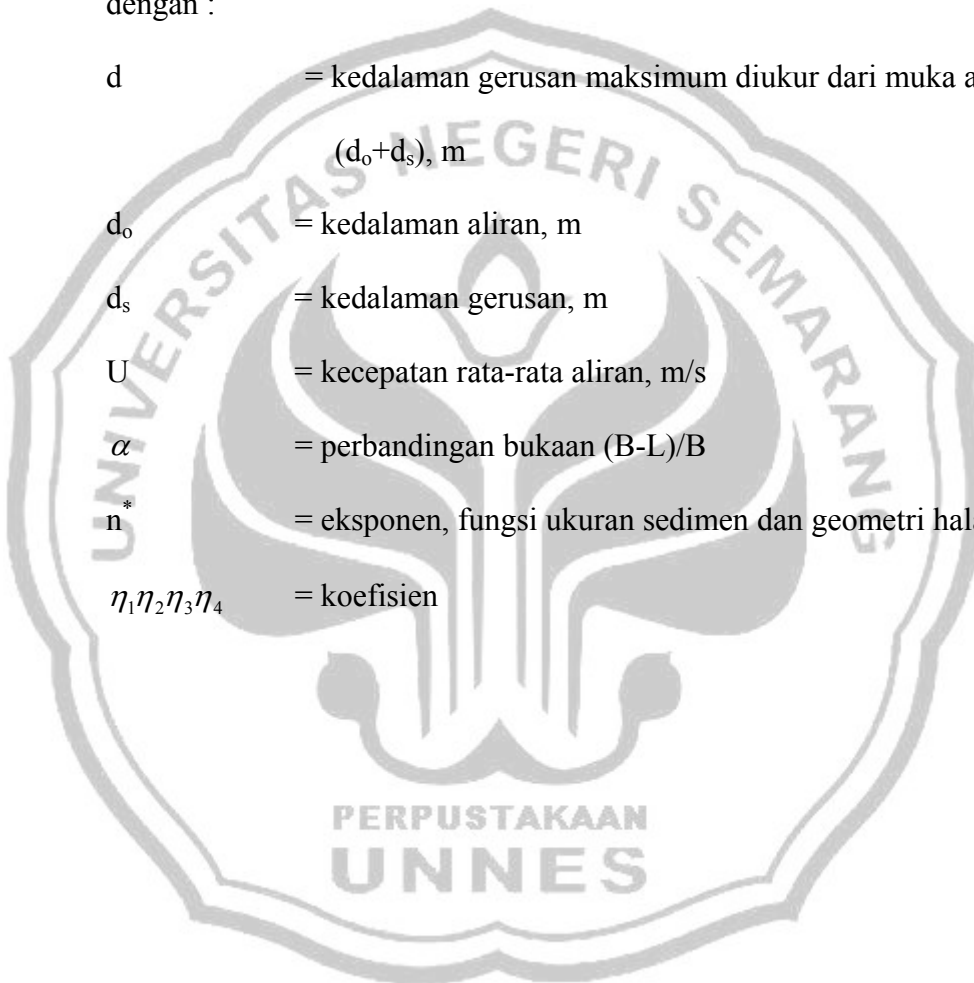 dengan :
d = kedalaman gerusan maksimum diukur dari muka
(dₒ+dₛ), m
dₒ = kedalaman aliran, m
dₛ = kedalaman gerusan, m
U = kecepatan rata-rata aliran, m/s
α = perbandingan bukaan (B-L)/B
n* = eksponen, fungsi ukuran sedimen dan geometri
η₁η₂η₃η₄ = koefisien
UNIVERSITAS NEGERI SEMARANG
PERPUSTAKAAN
UNNES